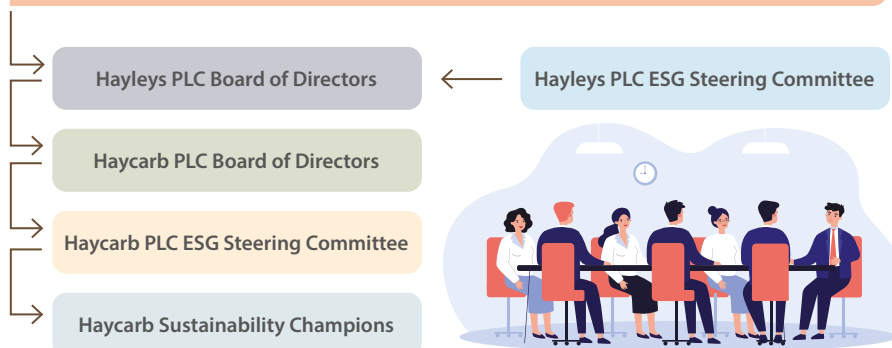 Hayleys PLC Board of Directors
Hayleys PLC ESG Steering Committee
Haycarb PLC Board of Directors
Haycarb PLC ESG Steering Committee
Haycarb Sustainability Champions